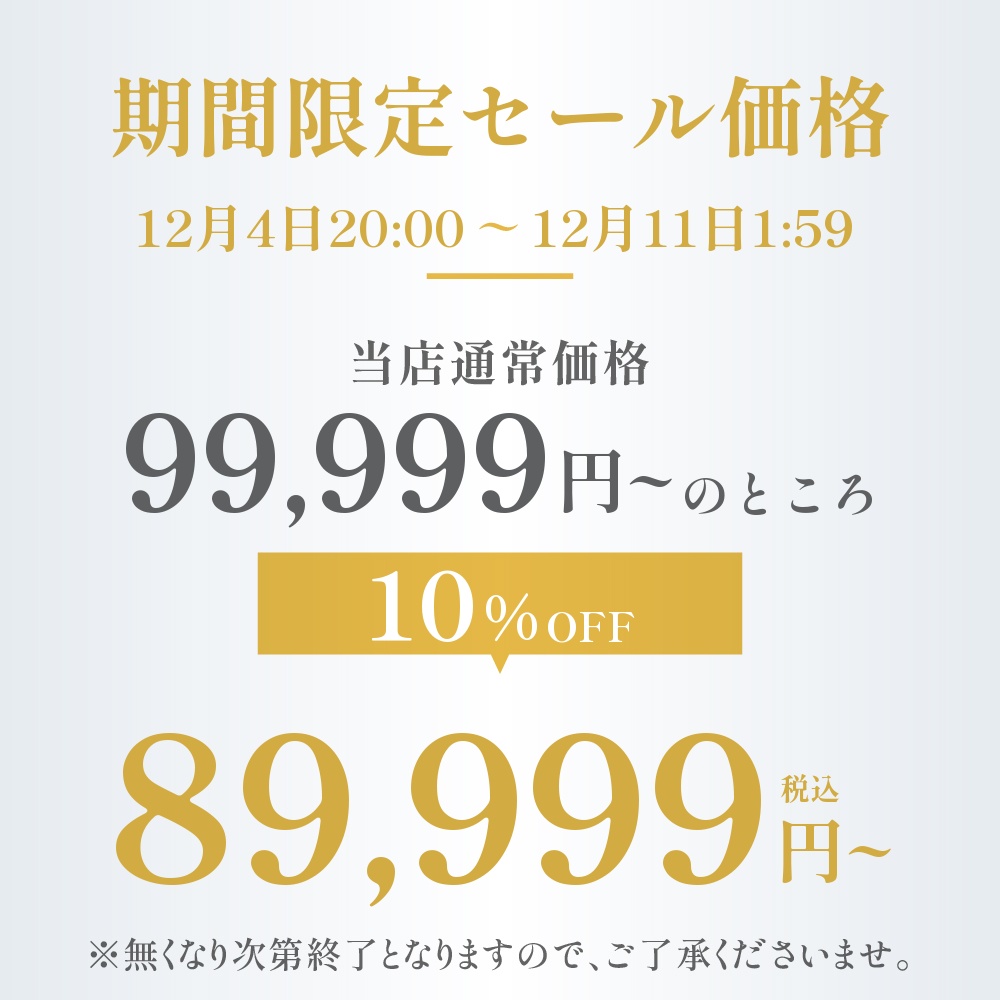 期間限定セール価格
12月4日20:00 ～ 12月11日1:59
当店通常価格
99,999円～のところ
10%OFF
89,999税込円～
※無くなり次第終了となりますので、ご了承くださいませ。